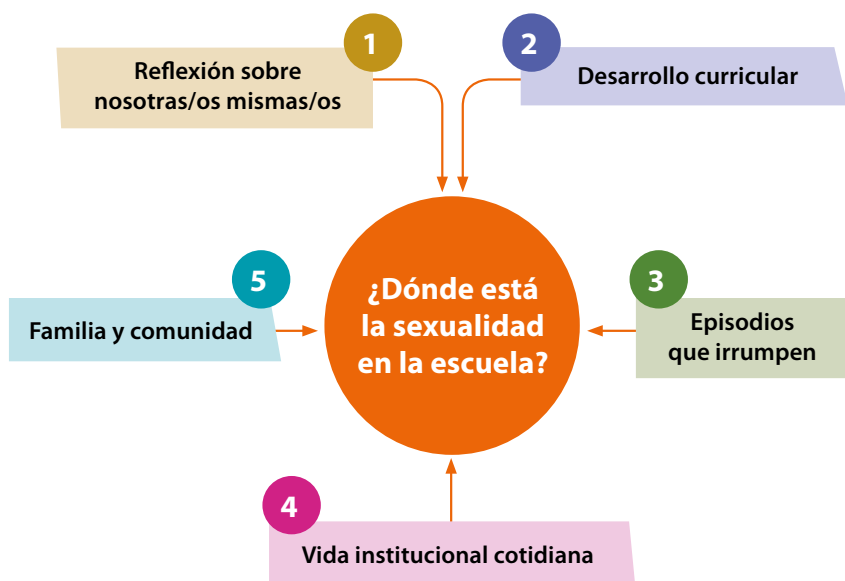 1
Reflexión sobre
nosotras/os mismas/os
2
Desarrollo curricular
¿Dónde está
la sexualidad
en la escuela?
3
Episodios
que irrumpen
4
Vida institucional cotidiana
5
Familia y comunidad